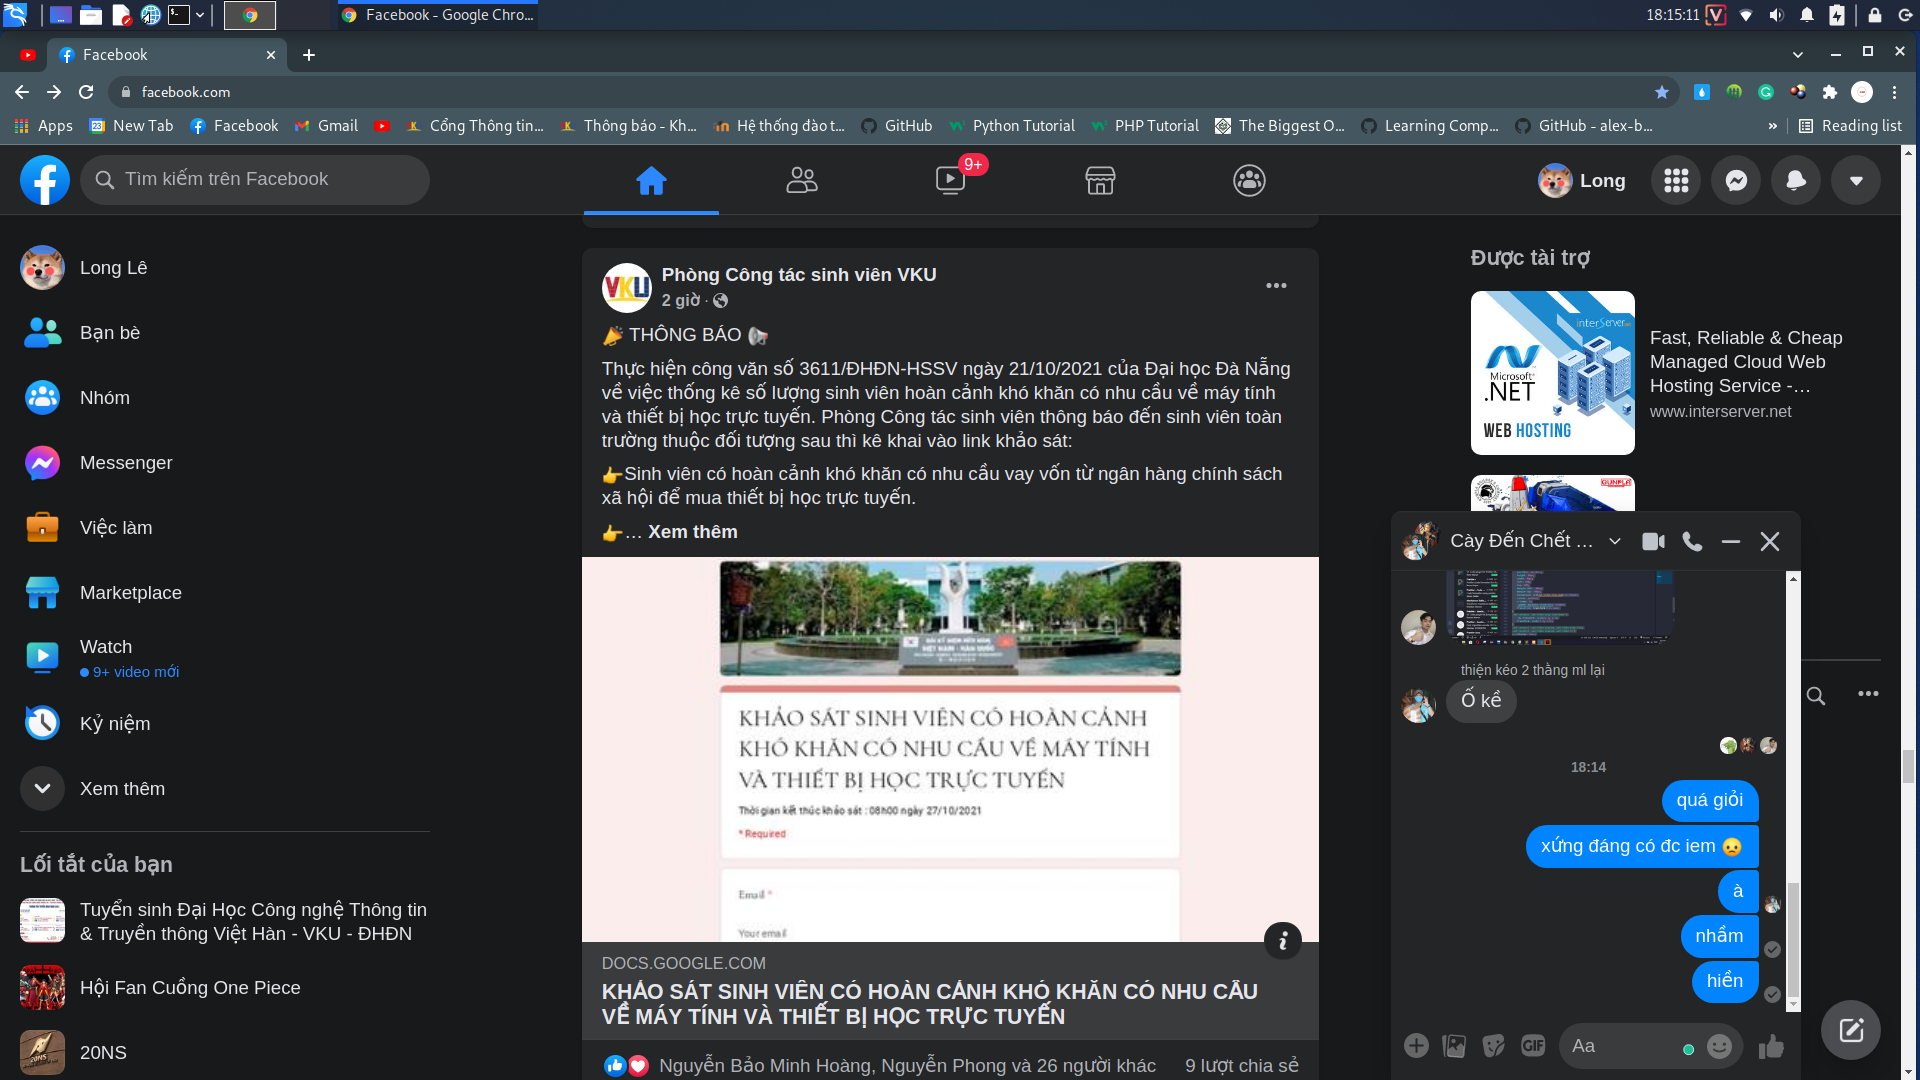 18:15:11
Facebook - Google Chro...
Facebook
facebook.com
Apps
New Tab
Facebook
Gmail
Cổng Thông tin...
Thông báo - Kh...
Hệ thống đào t...
GitHub
Python Tutorial
PHP Tutorial
The Biggest O...
Learning Comp...
GitHub - alex-b...
Reading list
Tìm kiếm trên Facebook
9+
Long
Long Lê
Bạn bè
Nhóm
Messenger
Việc làm
Marketplace
Watch
9+ video mới
Kỷ niệm
Xem thêm
Lối tắt của bạn
Tuyển sinh Đại Học Công nghệ Thông tin
& Truyền thông Việt Hàn - VKU - ĐHĐN
Hội Fan Cuồng One Piece
20NS
VKU
Phòng Công tác sinh viên VKU
2 giờ ·
🎉 THÔNG BÁO 📢
Thực hiện công văn số 3611/ĐHĐN-HSSV ngày 21/10/2021 của Đại học Đà Nẵng
về việc thống kê số lượng sinh viên hoàn cảnh khó khăn có nhu cầu về máy tính
và thiết bị học trực tuyến. Phòng Công tác sinh viên thông báo đến sinh viên toàn
trường thuộc đối tượng sau thì kê khai vào link khảo sát:
👉Sinh viên có hoàn cảnh khó khăn có nhu cầu vay vốn từ ngân hàng chính sách
xã hội để mua thiết bị học trực tuyến.
👉… Xem thêm
KHẢO SÁT SINH VIÊN CÓ HOÀN CẢNH
KHÓ KHĂN CÓ NHU CẦU VỀ MÁY TÍNH
VÀ THIẾT BỊ HỌC TRỰC TUYẾN
Thời gian kết thúc khảo sát : 08h00 ngày 27/10/2021
* Required
Email *
Your email
DOCS.GOOGLE.COM
KHẢO SÁT SINH VIÊN CÓ HOÀN CẢNH KHÓ KHĂN CÓ NHU CẦU
VỀ MÁY TÍNH VÀ THIẾT BỊ HỌC TRỰC TUYẾN
Nguyễn Bảo Minh Hoàng, Nguyễn Phong và 26 người khác
9 lượt chia sẻ
Được tài trợ
interServer
Microsoft
.NET
WEB HOSTING
Fast, Reliable & Cheap
Managed Cloud Web
Hosting Service -…
www.interserver.net
GUNPLA
Cày Đến Chết …
thiện kéo 2 thằng ml lại
Ố kề
18:14
quá giỏi
xứng đáng có đc iem 😞
à
nhầm
hiền
GIF
Aa